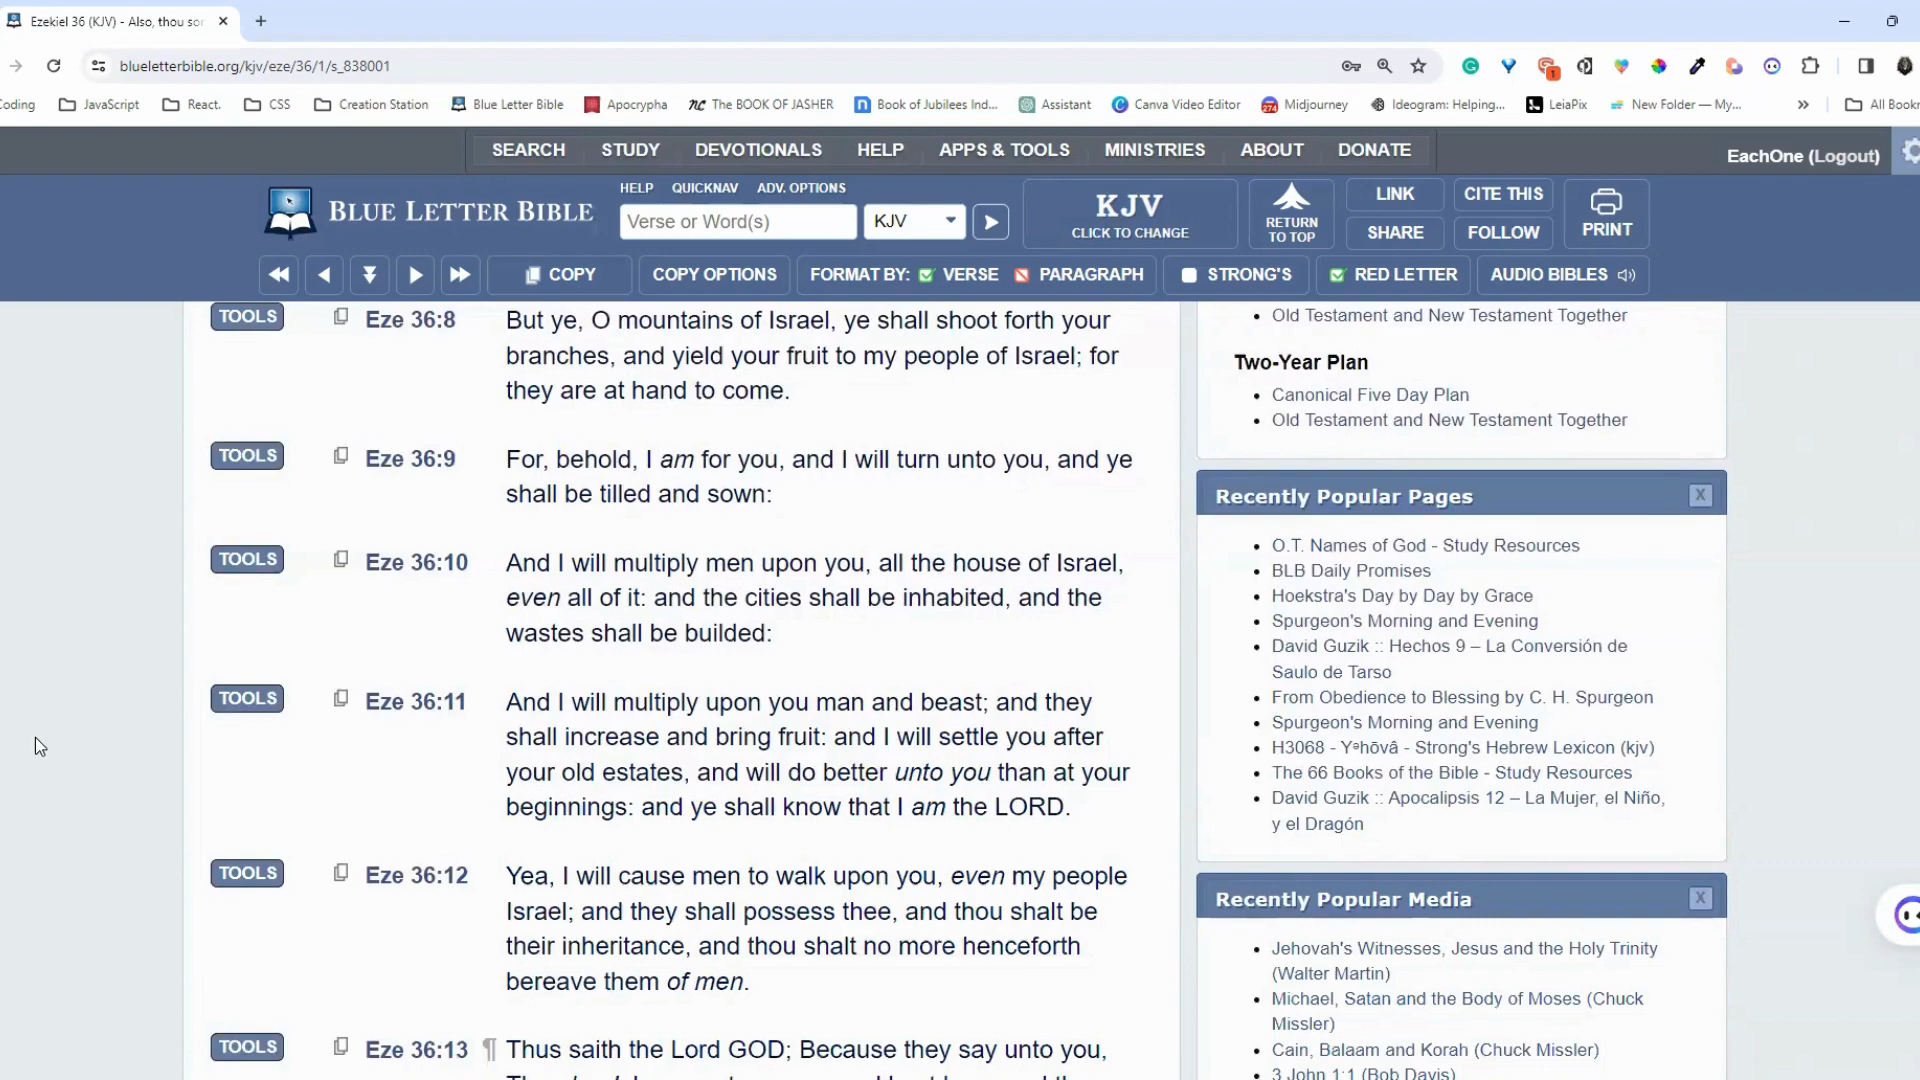 Ezekiel 36 (KJV) - Also, thou sor
blueletterbible.org/kjv/eze/36/1/s_838001
Coding JavaScript React. CSS Creation Station Blue Letter Bible Apocrypha The BOOK OF JASHER Book of Jubilees Ind... Assistant Canva Video Editor Midjourney Ideogram: Helping... LeiaPix New Folder — My... » All Bookm
SEARCH STUDY DEVOTIONALS HELP APPS & TOOLS MINISTRIES ABOUT DONATE
EachOne (Logout)
HELP QUICKNAV ADV. OPTIONS
BLUE LETTER BIBLE
Verse or Word(s)
KJV
KJV
CLICK TO CHANGE
RETURN
TO TOP
LINK
CITE THIS
SHARE
FOLLOW
PRINT
COPY COPY OPTIONS FORMAT BY: VERSE PARAGRAPH STRONG'S RED LETTER AUDIO BIBLES
TOOLS Eze 36:8 But ye, O mountains of Israel, ye shall shoot forth your
branches, and yield your fruit to my people of Israel; for
they are at hand to come.
TOOLS Eze 36:9 For, behold, I am for you, and I will turn unto you, and ye
shall be tilled and sown:
TOOLS Eze 36:10 And I will multiply men upon you, all the house of Israel,
even all of it: and the cities shall be inhabited, and the
wastes shall be builded:
TOOLS Eze 36:11 And I will multiply upon you man and beast; and they
shall increase and bring fruit: and I will settle you after
your old estates, and will do better unto you than at your
beginnings: and ye shall know that I am the LORD.
TOOLS Eze 36:12 Yea, I will cause men to walk upon you, even my people
Israel; and they shall possess thee, and thou shalt be
their inheritance, and thou shalt no more henceforth
bereave them of men.
TOOLS Eze 36:13 ¶ Thus saith the Lord GOD; Because they say unto you,
Old Testament and New Testament Together
Two-Year Plan
Canonical Five Day Plan
Old Testament and New Testament Together
Recently Popular Pages X
O.T. Names of God - Study Resources
BLB Daily Promises
Hoekstra's Day by Day by Grace
Spurgeon's Morning and Evening
David Guzik :: Hechos 9 – La Conversión de
Saulo de Tarso
From Obedience to Blessing by C. H. Spurgeon
Spurgeon's Morning and Evening
H3068 - Yᵊhōvâ - Strong's Hebrew Lexicon (kjv)
The 66 Books of the Bible - Study Resources
David Guzik :: Apocalipsis 12 – La Mujer, el Niño,
y el Dragón
Recently Popular Media X
Jehovah's Witnesses, Jesus and the Holy Trinity
(Walter Martin)
Michael, Satan and the Body of Moses (Chuck
Missler)
Cain, Balaam and Korah (Chuck Missler)
3 John 1:1 (Bob Davis)